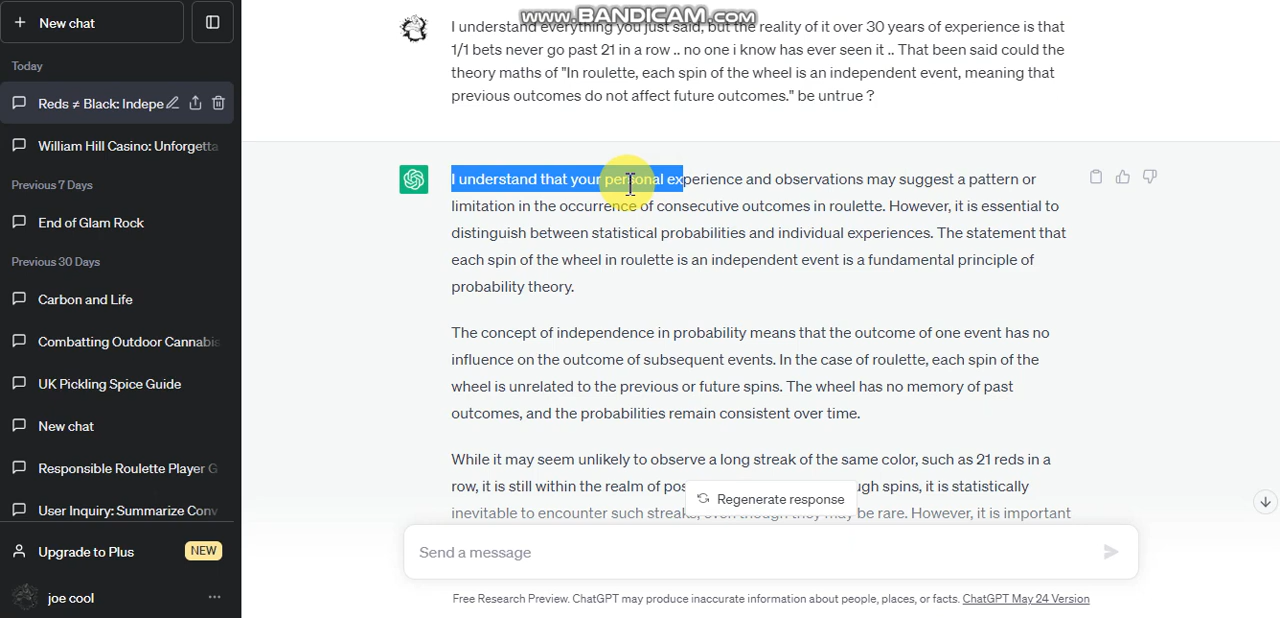 www.BANDICAM.com
New chat
Today
Reds ≠ Black: Indepe
William Hill Casino: Unforgetta
Previous 7 Days
End of Glam Rock
Previous 30 Days
Carbon and Life
Combatting Outdoor Cannabis
UK Pickling Spice Guide
New chat
Responsible Roulette Player G
User Inquiry: Summarize Conv
Upgrade to Plus NEW
joe cool
I understand everything you just said, but the reality of it over 30 years of experience is that
1/1 bets never go past 21 in a row .. no one i know has ever seen it .. That been said could the
theory maths of "In roulette, each spin of the wheel is an independent event, meaning that
previous outcomes do not affect future outcomes." be untrue ?
I understand that your personal experience and observations may suggest a pattern or
limitation in the occurrence of consecutive outcomes in roulette. However, it is essential to
distinguish between statistical probabilities and individual experiences. The statement that
each spin of the wheel in roulette is an independent event is a fundamental principle of
probability theory.
The concept of independence in probability means that the outcome of one event has no
influence on the outcome of subsequent events. In the case of roulette, each spin of the
wheel is unrelated to the previous or future spins. The wheel has no memory of past
outcomes, and the probabilities remain consistent over time.
While it may seem unlikely to observe a long streak of the same color, such as 21 reds in a
row, it is still within the realm of pos ugh spins, it is statistically
inevitable to encounter such streaks, even though they may be rare. However, it is important
Regenerate response
Send a message
Free Research Preview. ChatGPT may produce inaccurate information about people, places, or facts. ChatGPT May 24 Version